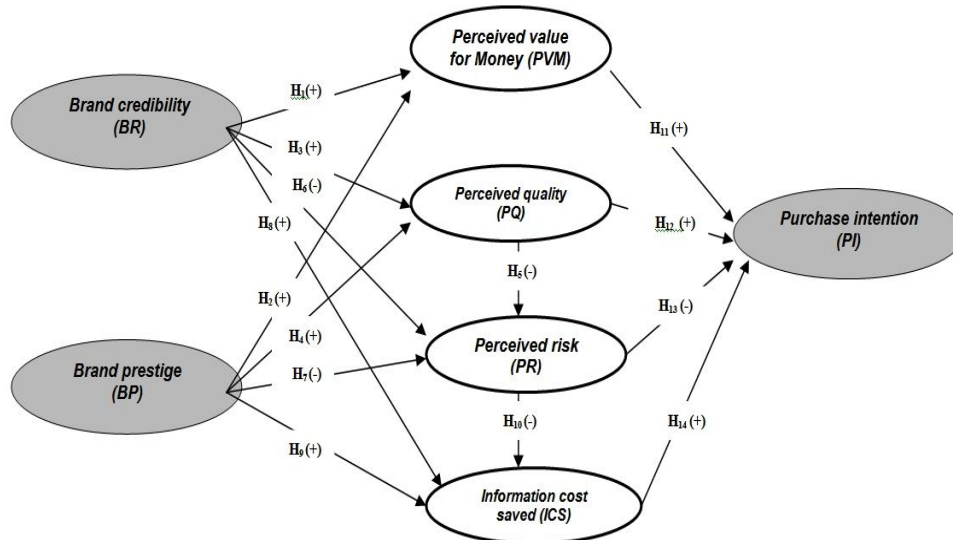 Perceived value
for Money (PVM)
Brand credibility
(BR)
H1(+)
H3 (+)
H6(-)
H8(+)
H11 (+)
Perceived quality
(PQ)
H12 (+)
Purchase intention
(PI)
H5 (-)
H2 (+)
H4 (+)
H7(-)
Perceived risk
(PR)
H13 (-)
Brand prestige
(BP)
H10 (-)
H14 (+)
H9 (+)
Information cost
saved (ICS)